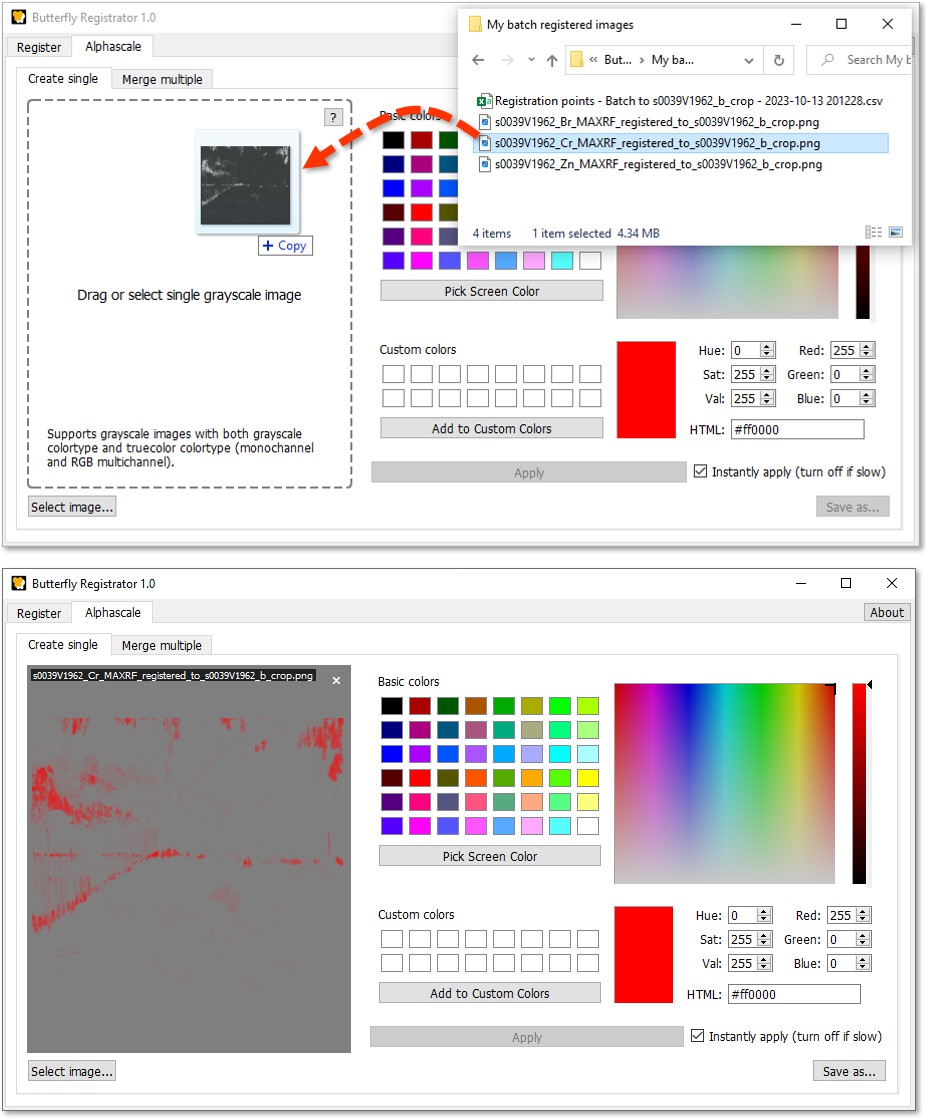 Butterfly Registrator 1.0
My batch registered images
Register
Alphascale
But...
My ba...
Create single
Merge multiple
?
Basic colors
Registration points - Batch to s0039V1962_b_crop - 2023-10-13 201228.csv
s0039V1962_Br_MAXRF_registered_to_s0039V1962_b_crop.png
s0039V1962_Cr_MAXRF_registered_to_s0039V1962_b_crop.png
s0039V1962_Zn_MAXRF_registered_to_s0039V1962_b_crop.png
4 items
1 item selected 4.34 MB
+ Copy
Drag or select single grayscale image
Pick Screen Color
Custom colors
Hue: 0
Red: 255
Sat: 255
Green: 0
Val: 255
Blue: 0
Add to Custom Colors
HTML: #ff0000
Supports grayscale images with both grayscale
colortype and truecolor colortype (monochannel
and RGB multichannel).
Apply
Instantly apply (turn off if slow)
Select image...
Save as...
Butterfly Registrator 1.0
Register
Alphascale
About
Create single
Merge multiple
s0039V1962_Cr_MAXRF_registered_to_s0039V1962_b_crop.png
Basic colors
Pick Screen Color
Custom colors
Hue: 0
Red: 255
Sat: 255
Green: 0
Val: 255
Blue: 0
Add to Custom Colors
HTML: #ff0000
Apply
Instantly apply (turn off if slow)
Select image...
Save as...